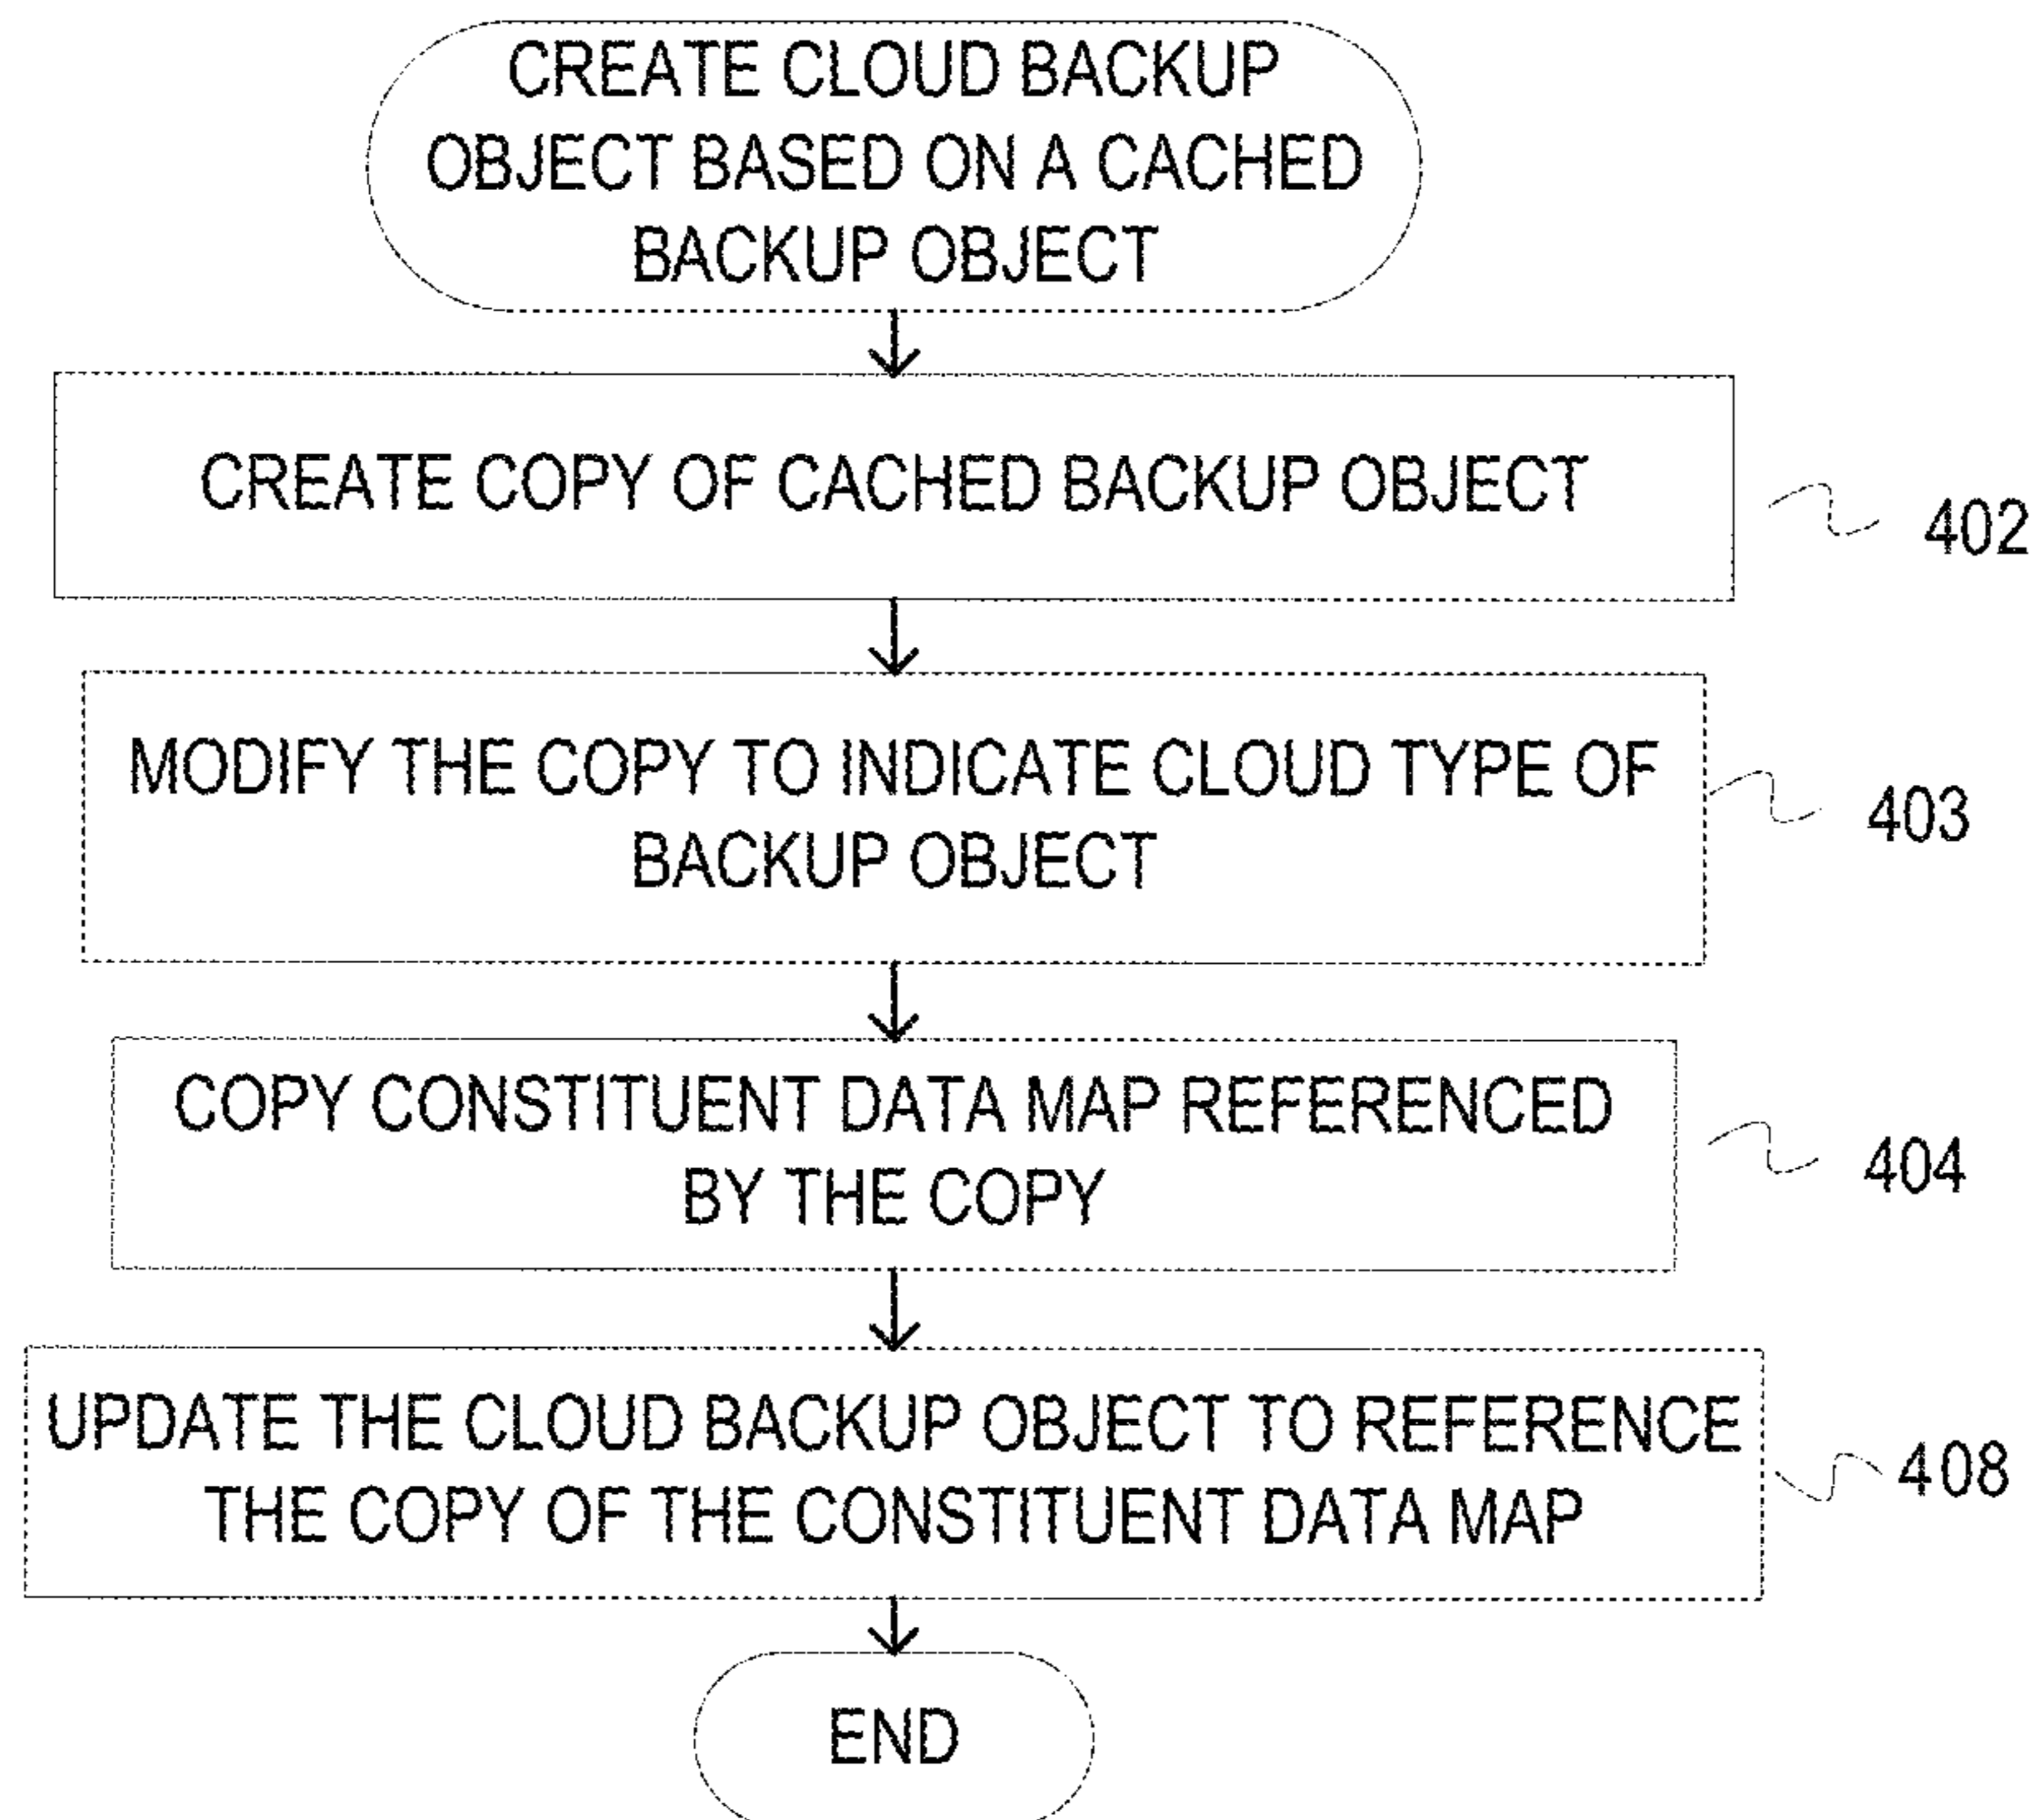 CREATE CLOUD BACKUP
OBJECT BASED ON A CACHED
BACKUP OBJECT
CREATE COPY OF CACHED BACKUP OBJECT
402
MODIFY THE COPY TO INDICATE CLOUD TYPE OF
BACKUP OBJECT
403
COPY CONSTITUENT DATA MAP REFERENCED
BY THE COPY
404
UPDATE THE CLOUD BACKUP OBJECT TO REFERENCE
THE COPY OF THE CONSTITUENT DATA MAP
408
END